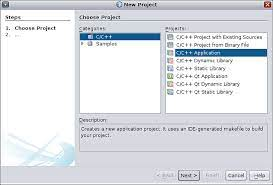 New Project
Steps
1. Choose Project
2. ...
Choose Project
Categories:
C/C++
Samples
Projects:
C/C++ Project with Existing Sources
C/C++ Project from Binary File
C/C++ Application
C/C++ Dynamic Library
C/C++ Static Library
C/C++ Qt Application
C/C++ Qt Dynamic Library
C/C++ Qt Static Library
Description:
Creates a new application project. It uses an IDE-generated makefile to build your
project.
< Back
Next >
Finish
Cancel
Help